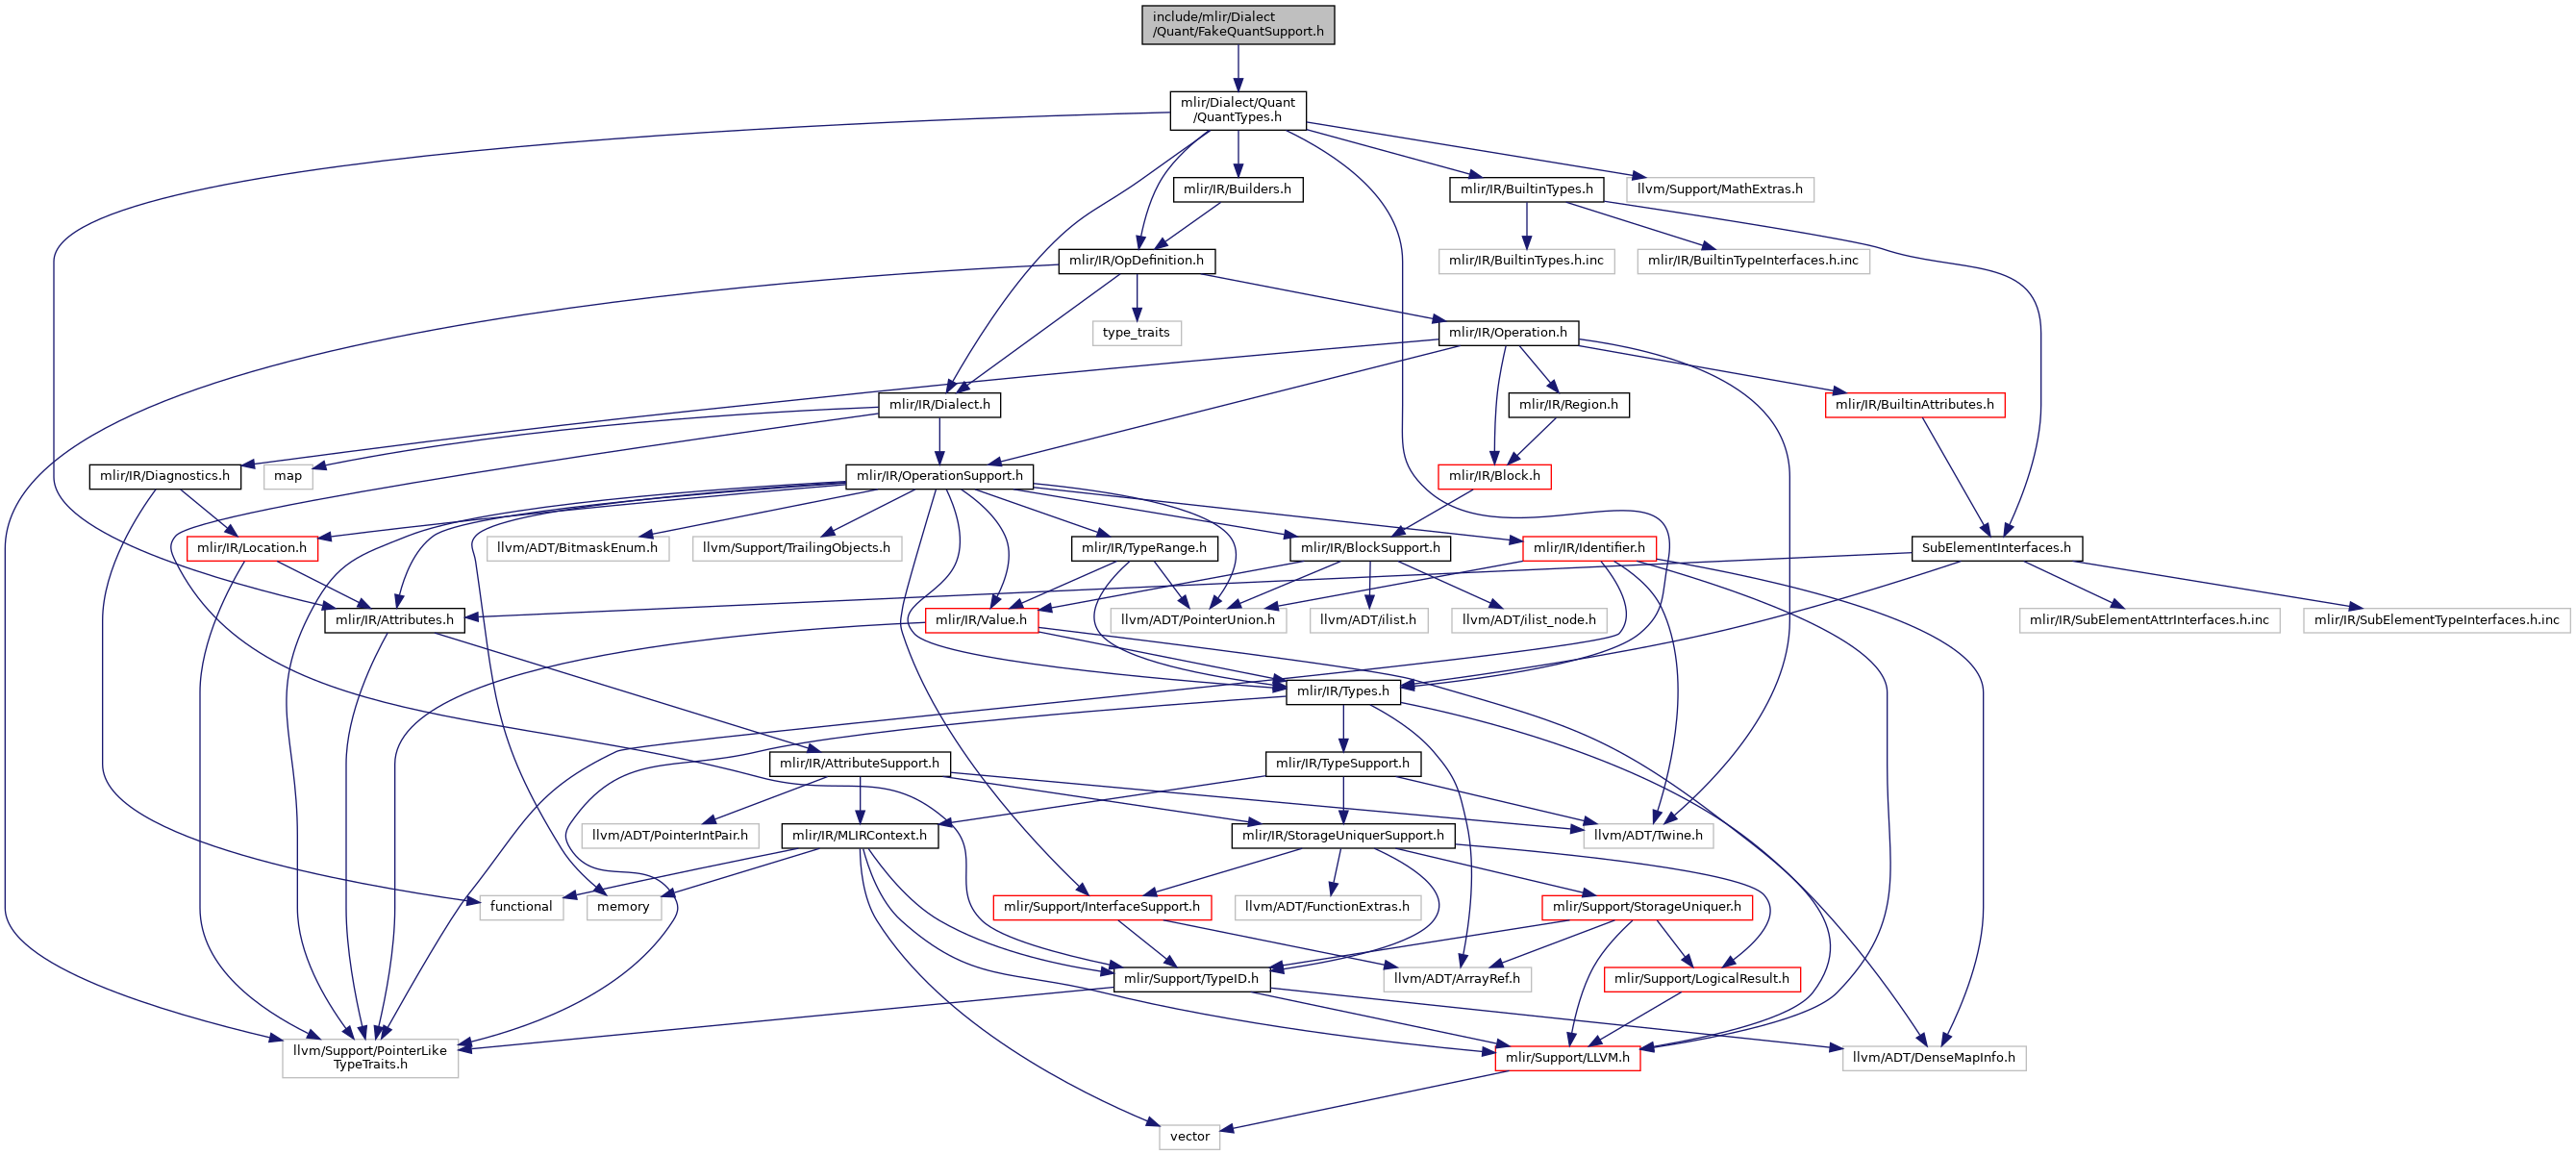 include/mlir/Dialect
/Quant/FakeQuantSupport.h
mlir/Dialect/Quant
/QuantTypes.h
mlir/IR/Builders.h
mlir/IR/BuiltinTypes.h
llvm/Support/MathExtras.h
mlir/IR/OpDefinition.h
mlir/IR/BuiltinTypes.h.inc
mlir/IR/BuiltinTypeInterfaces.h.inc
type_traits
mlir/IR/Operation.h
mlir/IR/Dialect.h
mlir/IR/Region.h
mlir/IR/BuiltinAttributes.h
mlir/IR/Diagnostics.h
map
mlir/IR/OperationSupport.h
mlir/IR/Block.h
mlir/IR/Location.h
llvm/ADT/BitmaskEnum.h
llvm/Support/TrailingObjects.h
mlir/IR/TypeRange.h
mlir/IR/BlockSupport.h
mlir/IR/Identifier.h
SubElementInterfaces.h
mlir/IR/Attributes.h
mlir/IR/Value.h
llvm/ADT/PointerUnion.h
llvm/ADT/ilist.h
llvm/ADT/ilist_node.h
mlir/IR/SubElementAttrInterfaces.h.inc
mlir/IR/SubElementTypeInterfaces.h.inc
mlir/IR/Types.h
mlir/IR/AttributeSupport.h
mlir/IR/TypeSupport.h
llvm/ADT/PointerIntPair.h
mlir/IR/MLIRContext.h
mlir/IR/StorageUniquerSupport.h
llvm/ADT/Twine.h
functional
memory
mlir/Support/InterfaceSupport.h
llvm/ADT/FunctionExtras.h
mlir/Support/StorageUniquer.h
mlir/Support/TypeID.h
llvm/ADT/ArrayRef.h
mlir/Support/LogicalResult.h
llvm/Support/PointerLike
TypeTraits.h
mlir/Support/LLVM.h
llvm/ADT/DenseMapInfo.h
vector